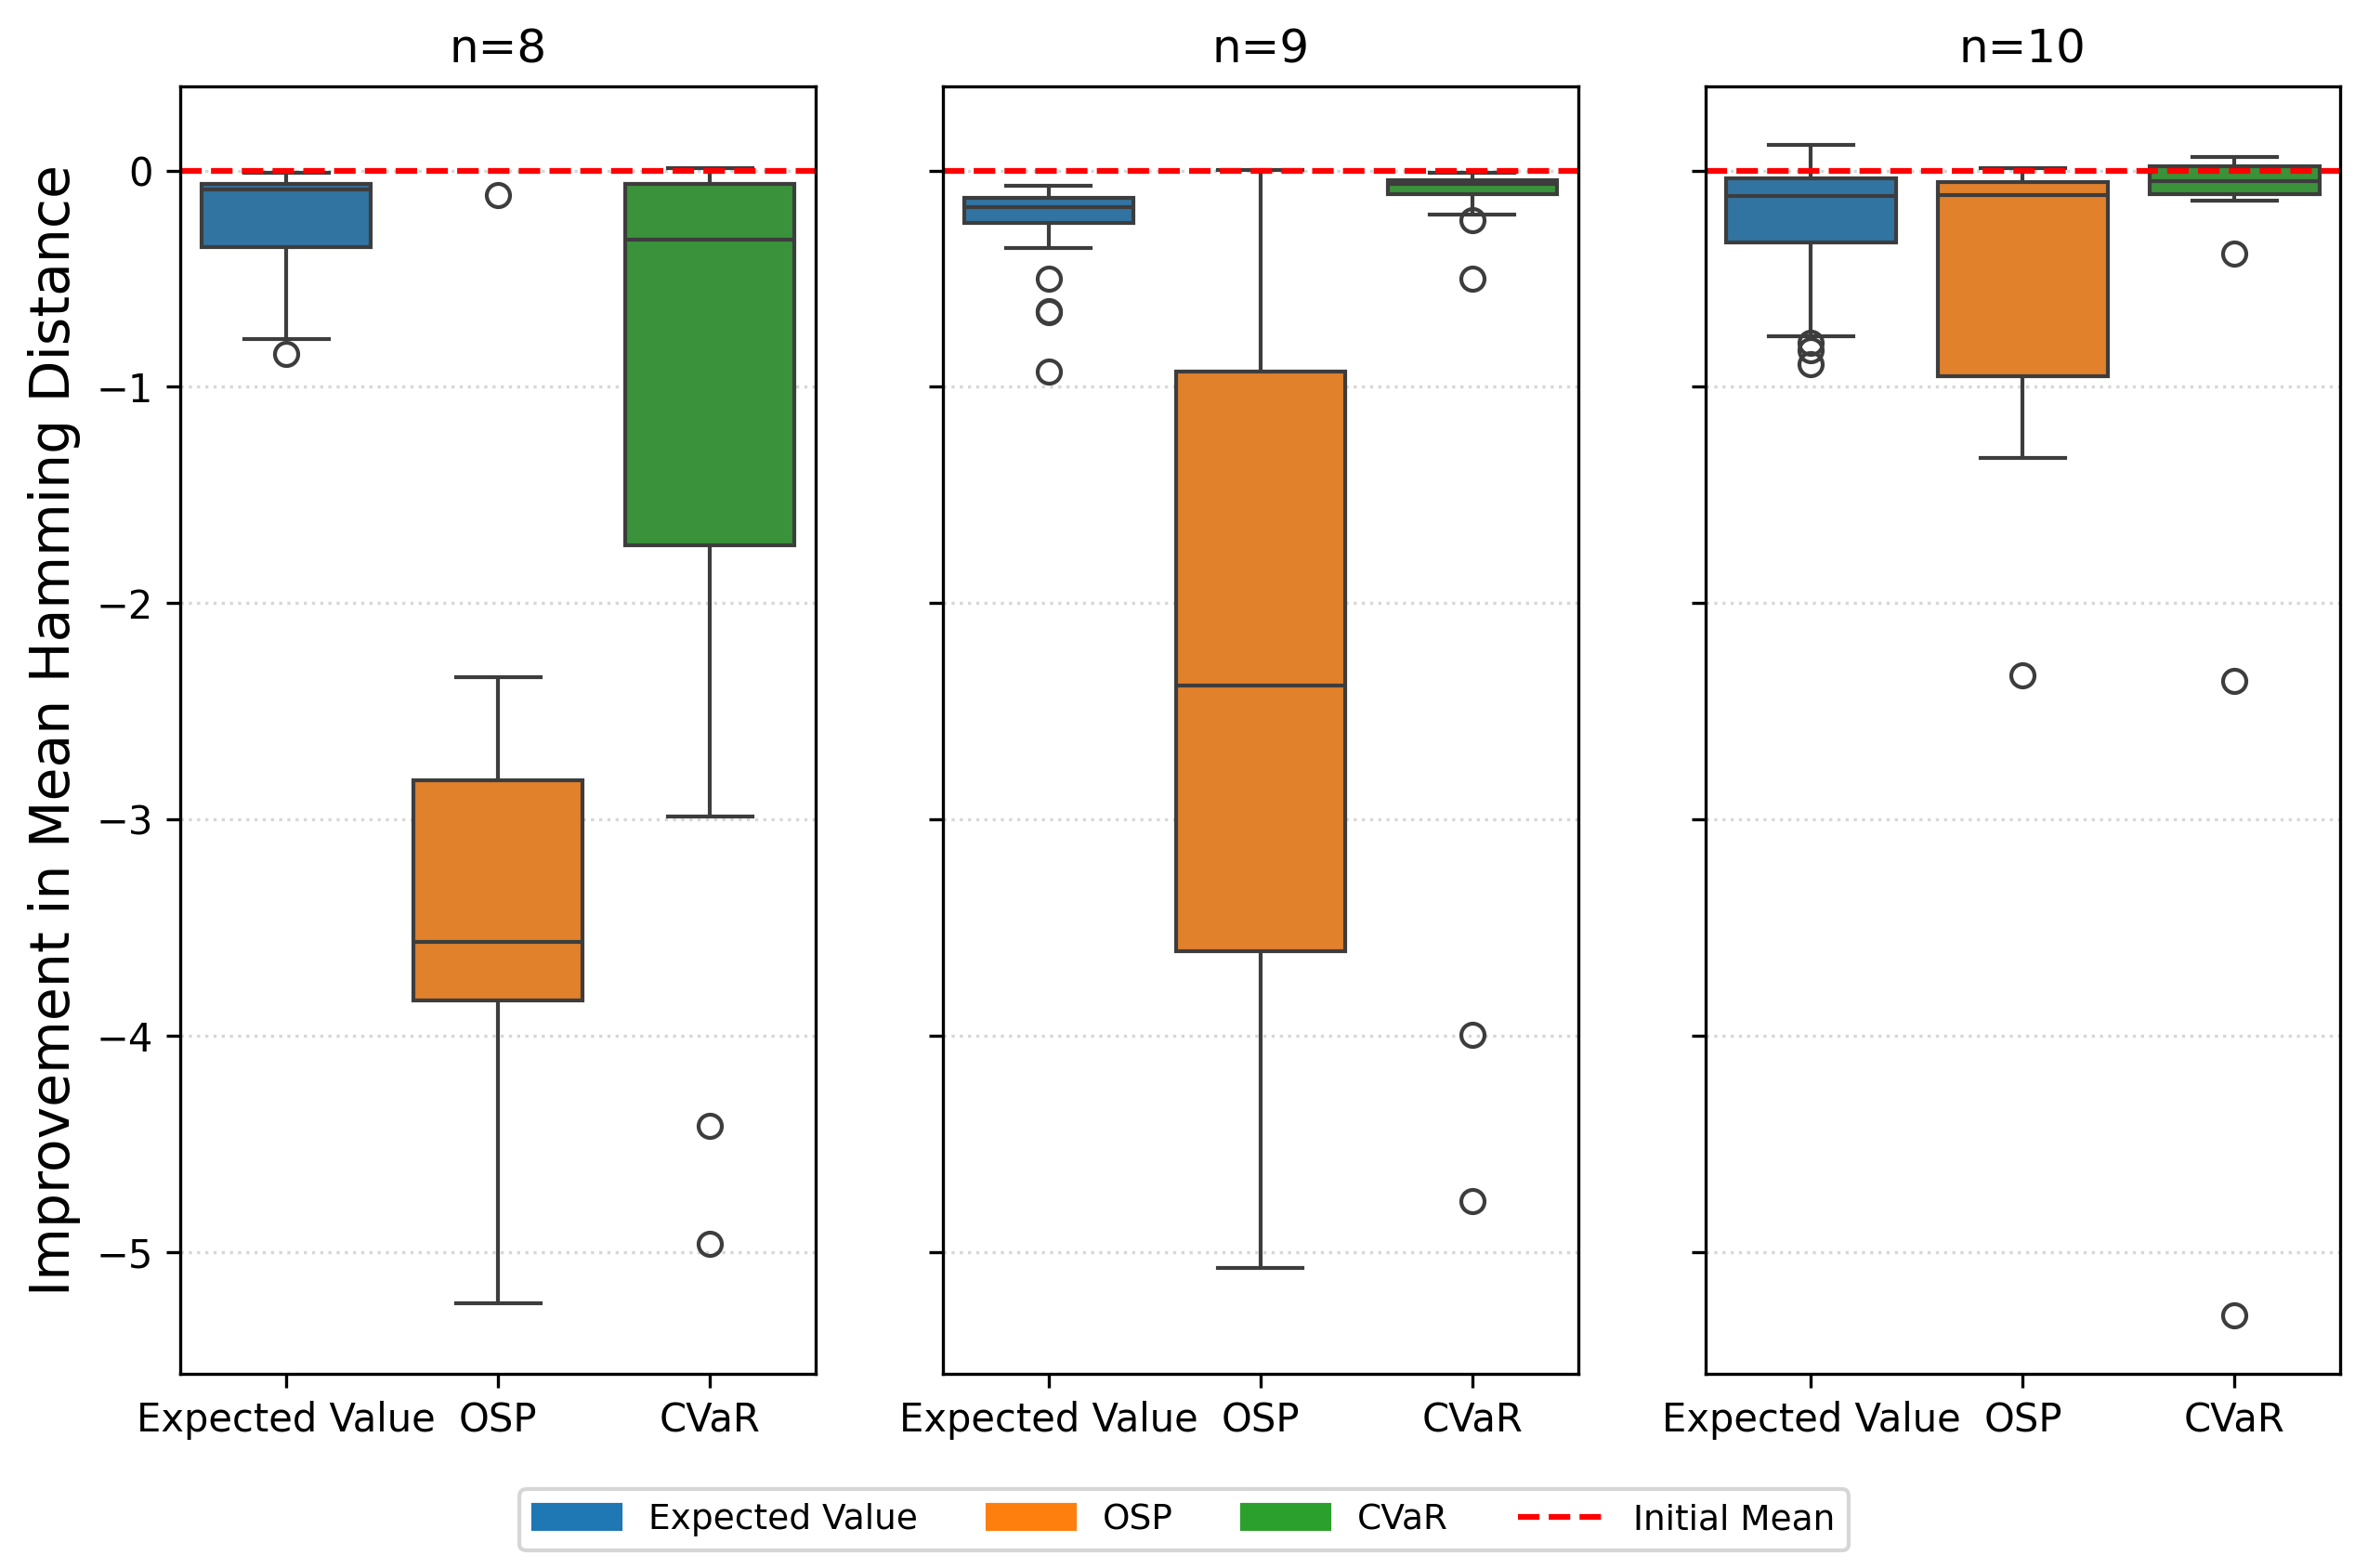 n=8
n=9
n=10
Improvement in Mean Hamming Distance
0
−1
−2
−3
−4
−5
Expected Value OSP CVaR
Expected Value OSP CVaR
Expected Value OSP CVaR
Expected Value OSP CVaR Initial Mean